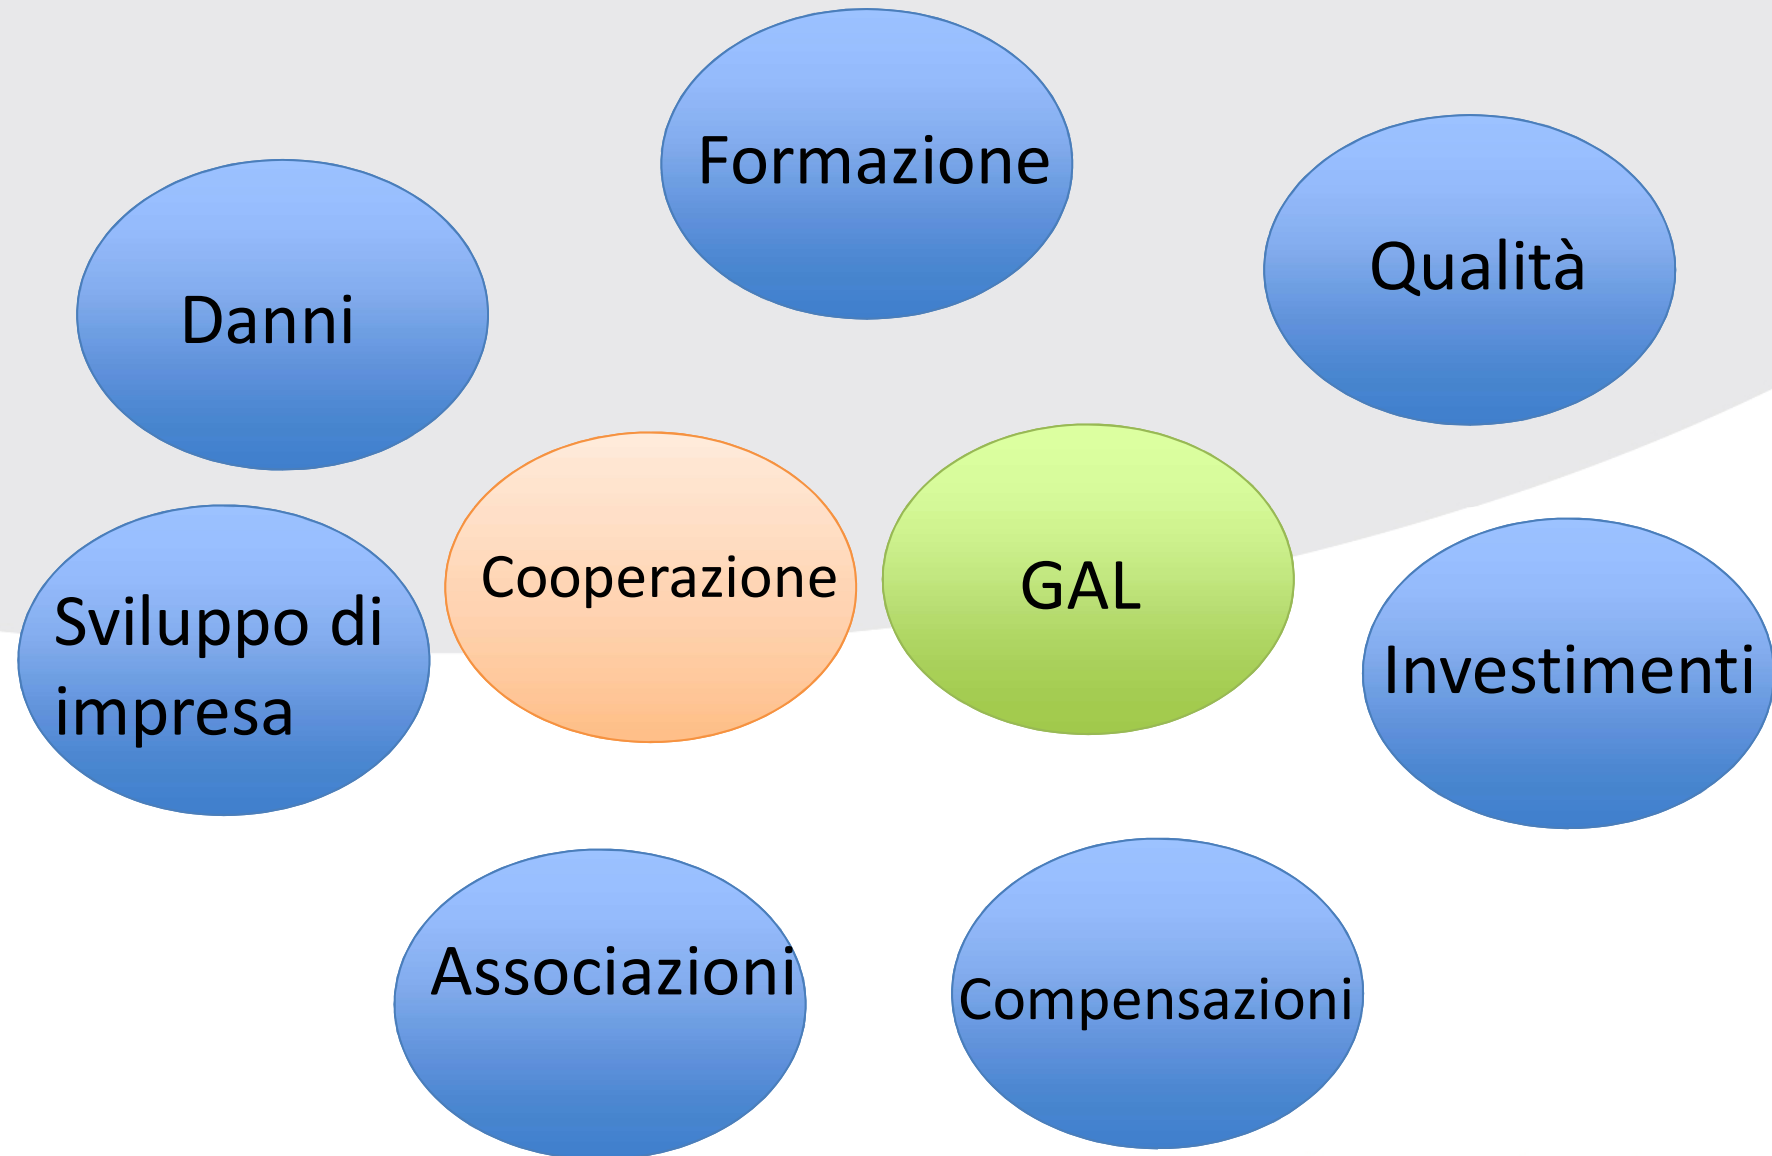 Formazione
Qualità
Danni
Cooperazione
GAL
Sviluppo di
impresa
Investimenti
Associazioni
Compensazioni